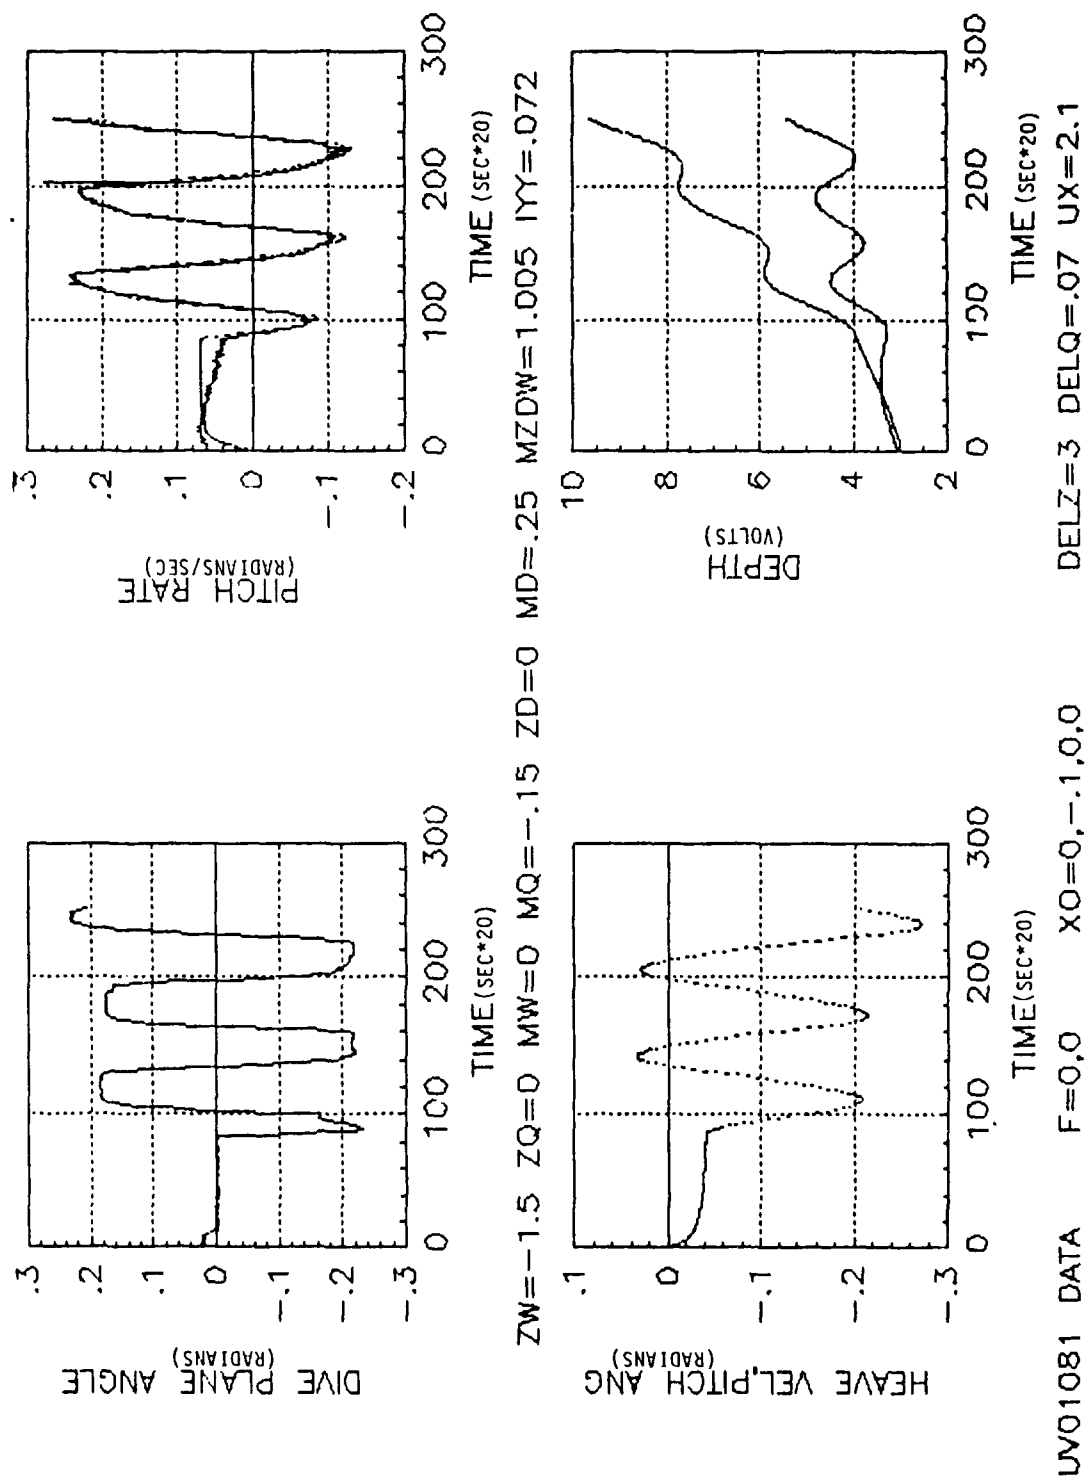 DIVE PLANE ANGLE
(RADIANS)
.3
.2
.1
0
-.1
-.2
-.3
0 100 200 300
TIME (SEC*20)
PITCH RATE
(RADIANS/SEC)
.3
.2
.1
0
-.1
-.2
0 100 200 300
TIME (SEC*20)
ZW=-1.5 ZQ=0 MW=0 MQ=-.15 ZD=0 MD=.25 MZDW=1.005 IYY=.072
HEAVE VEL,PITCH ANG
(RADIANS)
.1
0
-.1
-.2
-.3
0 100 200 300
TIME(SEC*20)
DEPTH
(VOLTS)
10
8
6
4
2
0 100 200 300
TIME (SEC*20)
UV01081 DATA F=0,0 XO=0,-.1,0,0 DELZ=3 DELQ=.07 UX=2.1